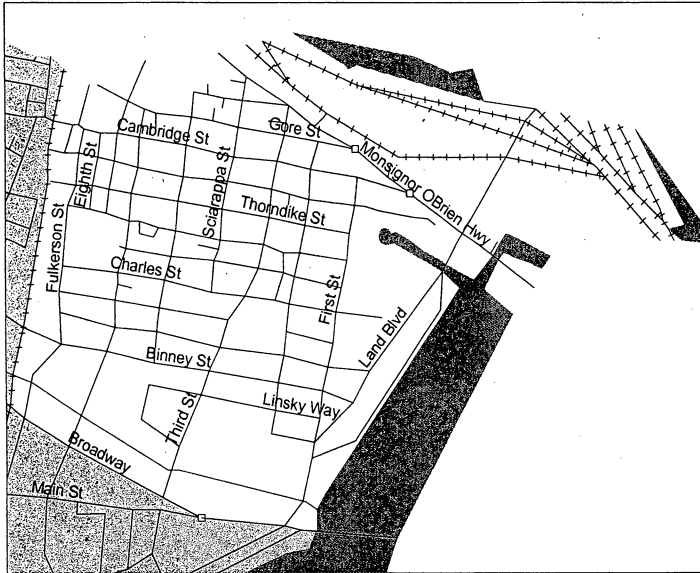 Cambridge St
Gore St
Monsignor OBrien Hwy
Eighth St
Sciarappa St
Thorndike St
Fulkerson St
Charles St
First St
Land Blvd
Binney St
Linsky Way
Third St
Broadway
Main St